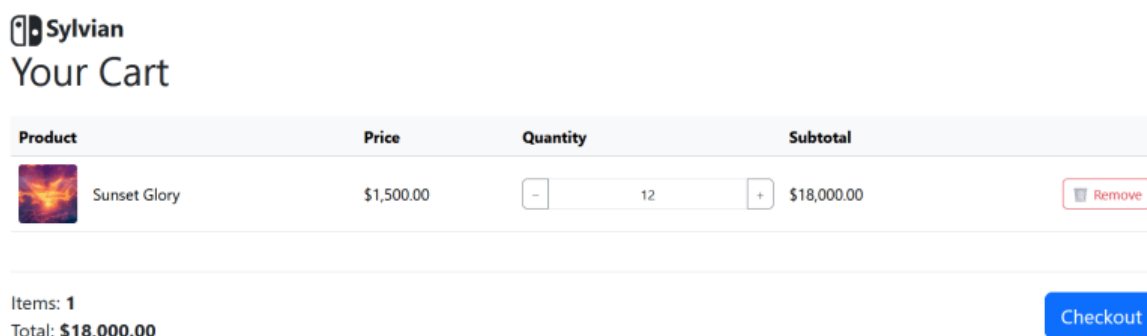 Sylvian
Your Cart
Product Price Quantity Subtotal
Sunset Glory $1,500.00 − 12 + $18,000.00 Remove
Items: 1
Checkout
Total: $18,000.00